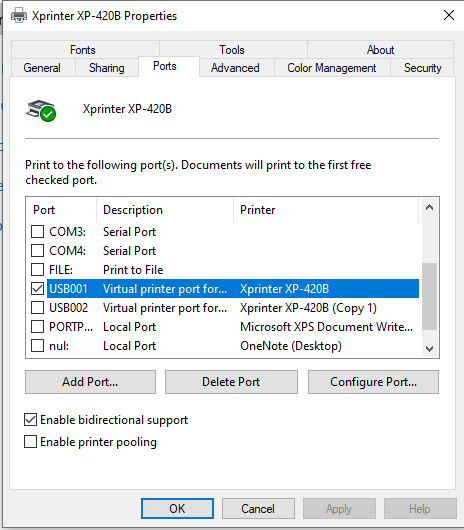 Xprinter XP-420B Properties
Fonts Tools About
General Sharing Ports Advanced Color Management Security
Xprinter XP-420B
Print to the following port(s). Documents will print to the first free
checked port.
Port Description Printer
COM3: Serial Port
COM4: Serial Port
FILE: Print to File
USB001 Virtual printer port for... Xprinter XP-420B
USB002 Virtual printer port for... Xprinter XP-420B (Copy 1)
PORTP... Local Port Microsoft XPS Document Write...
nul: Local Port OneNote (Desktop)
Add Port... Delete Port Configure Port...
Enable bidirectional support
Enable printer pooling
OK Cancel Apply Help